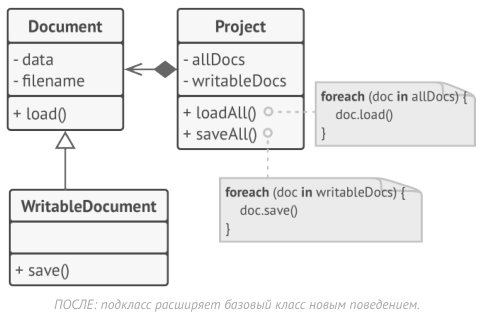 Document
- data
- filename
+ load()
Project
- allDocs
- writableDocs
+ loadAll()
+ saveAll()
foreach (doc in allDocs) {
doc.load()
}
foreach (doc in writableDocs) {
doc.save()
}
WritableDocument
+ save()
ПОСЛЕ: подкласс расширяет базовый класс новым поведением.